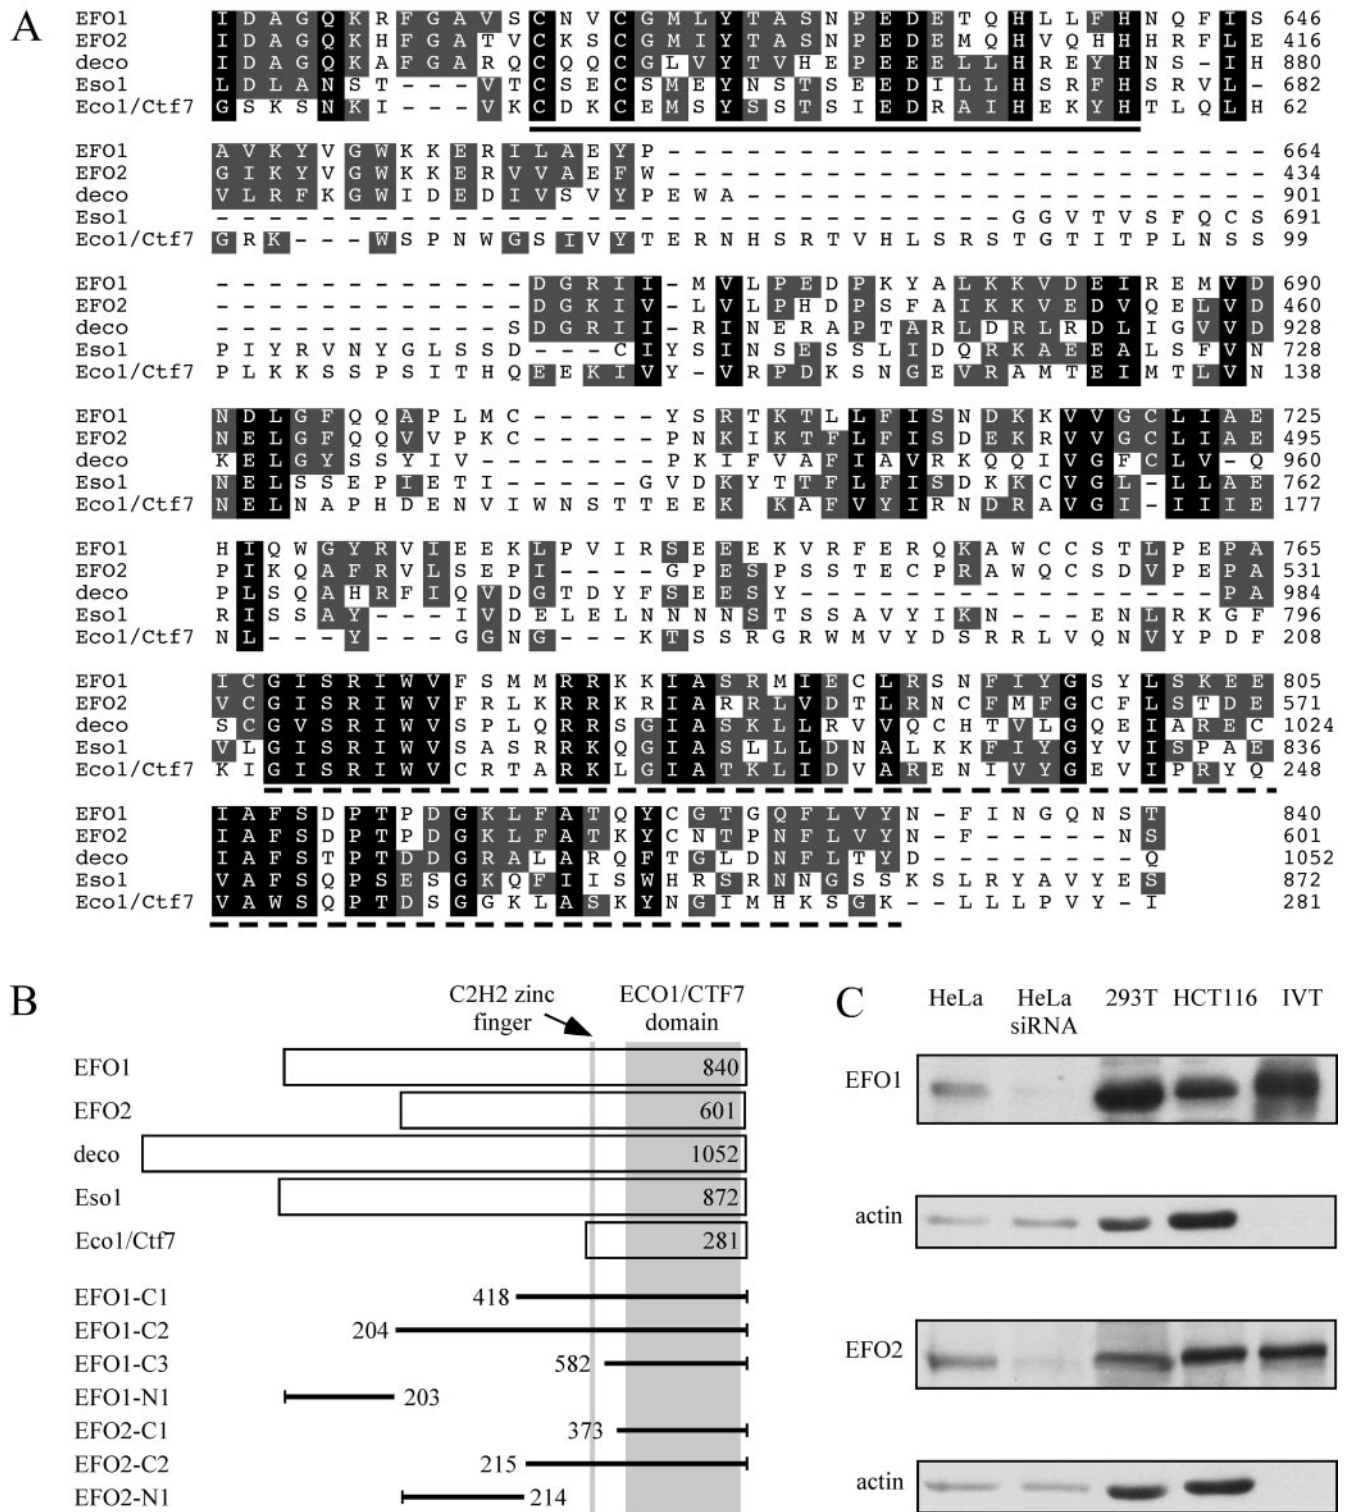 A
EFO1 I D A G Q K R F G A V S C N V C G M L Y T A S N P E D E T Q H L L F H N Q F I S 646
EFO2 I D A G Q K H F G A T V C K S C G M I Y T A S N P E D E M Q H V Q H H H R F L E 416
deco I D A G Q K A F G A R Q C Q Q C G L V Y T V H E P E E E L L H R E Y H N S - I H 880
Eso1 L D L A N S T - - - V T C S E C S M E Y N S T S E E D I L L H S R F H S R V L - 682
Eco1/Ctf7 G S K S N K I - - - V K C D K C E M S Y S S T S I E D R A I H E K Y H T L Q L H 62
EFO1 A V K Y V G W K K E R I L A E Y P - - - - - - - - - - - - - - - - - - - - - - - 664
EFO2 G I K Y V G W K K E R V V A E F W - - - - - - - - - - - - - - - - - - - - - - - 434
deco V L R F K G W I D E D I V S V Y P E W A - - - - - - - - - - - - - - - - - - - - 901
Eso1 - - - - - - - - - - - - - - - - - - - - - - - - - - - - - - G G V T V S F Q C S 691
Eco1/Ctf7 G R K - - - W S P N W G S I V Y T E R N H S R T V H L S R S T G T I T P L N S S 99
EFO1 - - - - - - - - - - - - D G R I I - M V L P E D P K Y A L K K V D E I R E M V D 690
EFO2 - - - - - - - - - - - - D G K I V - L V L P H D P S F A I K K V E D V Q E L V D 460
deco - - - - - - - - - - - S D G R I I - R I N E R A P T A R L D R L R D L I G V V D 928
Eso1 P I Y R V N Y G L S S D - - - C I Y S I N S E S S L I D Q R K A E E A L S F V N 728
Eco1/Ctf7 P L K K S S P S I T H Q E E K I V Y - V R P D K S N G E V R A M T E I M T L V N 138
EFO1 N D L G F Q Q A P L M C - - - - - Y S R T K T L L F I S N D K K V V G C L I A E 725
EFO2 N E L G F Q Q V V P K C - - - - - P N K I K T F L F I S D E K R V V G C L I A E 495
deco K E L G Y S S Y I V - - - - - - - P K I F V A F I A V R K Q Q I V G F C L V - Q 960
Eso1 N E L S S E P I E T I - - - - - G V D K Y T T F L F I S D K K C V G L - L L A E 762
Eco1/Ctf7 N E L N A P H D E N V I W N S T T E E K K A F V Y I R N D R A V G I - I I I E 177
EFO1 H I Q W G Y R V I E E K L P V I R S E E E K V R F E R Q K A W C C S T L P E P A 765
EFO2 P I K Q A F R V L S E P I - - - - G P E S P S S T E C P R A W Q C S D V P E P A 531
deco P L S Q A H R F I Q V D G T D Y F S E E S Y - - - - - - - - - - - - - - - - P A 984
Eso1 R I S S A Y - - - I V D E L E L N N N N S T S S A V Y I K N - - - E N L R K G F 796
Eco1/Ctf7 N L - - - Y - - - G G N G - - - K T S S R G R W M V Y D S R R L V Q N V Y P D F 208
EFO1 I C G I S R I W V F S M M R R K K I A S R M I E C L R S N F I Y G S Y L S K E E 805
EFO2 V C G I S R I W V F R L K R R K R I A R R L V D T L R N C F M F G C F L S T D E 571
deco S C G V S R I W V S P L Q R R S G I A S K L L R V V Q C H T V L G Q E I A R E C 1024
Eso1 V L G I S R I W V S A S R R K Q G I A S L L L D N A L K K F I Y G Y V I S P A E 836
Eco1/Ctf7 K I G I S R I W V C R T A R K L G I A T K L I D V A R E N I V Y G E V I P R Y Q 248
EFO1 I A F S D P T P D G K L F A T Q Y C G T G Q F L V Y N - F I N G Q N S T 840
EFO2 I A F S D P T P D G K L F A T K Y C N T P N F L V Y N - F - - - - - N S 601
deco I A F S T P T D D G R A L A R Q F T G L D N F L T Y D - - - - - - - - Q 1052
Eso1 V A F S Q P S E S G K Q F I I S W H R S R N N G S S K S L R Y A V Y E S 872
Eco1/Ctf7 V A W S Q P T D S G G K L A S K Y N G I M H K S G K - L L L P V Y - I 281
B
C2H2 zinc finger
ECO1/CTF7 domain
EFO1 840
EFO2 601
deco 1052
Eso1 872
Eco1/Ctf7 281
EFO1-C1 418
EFO1-C2 204
EFO1-C3 582
EFO1-N1 203
EFO2-C1 373
EFO2-C2 215
EFO2-N1 214
C
HeLa HeLa siRNA 293T HCT116 IVT
EFO1
actin
EFO2
actin